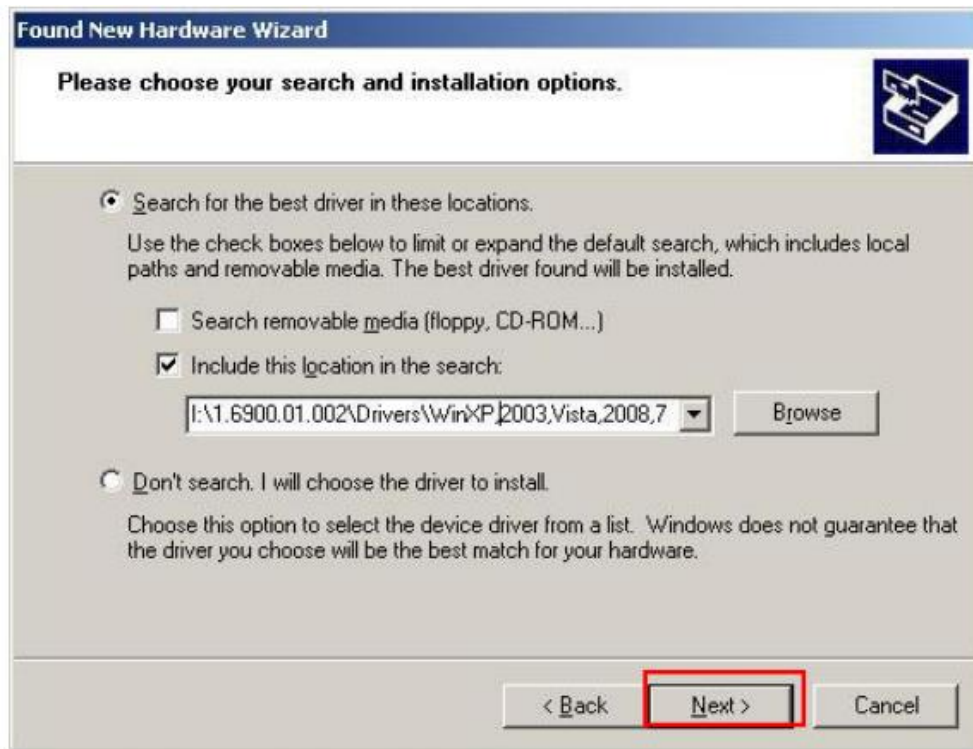 Found New Hardware Wizard
Please choose your search and installation options.
Search for the best driver in these locations.
Use the check boxes below to limit or expand the default search, which includes local
paths and removable media. The best driver found will be installed.
Search removable media (floppy, CD-ROM...)
Include this location in the search:
I:\1.6900.01.002\Drivers\WinXP,2003,Vista,2008,7
Browse
Don't search. I will choose the driver to install.
Choose this option to select the device driver from a list. Windows does not guarantee that
the driver you choose will be the best match for your hardware.
< Back Next > Cancel